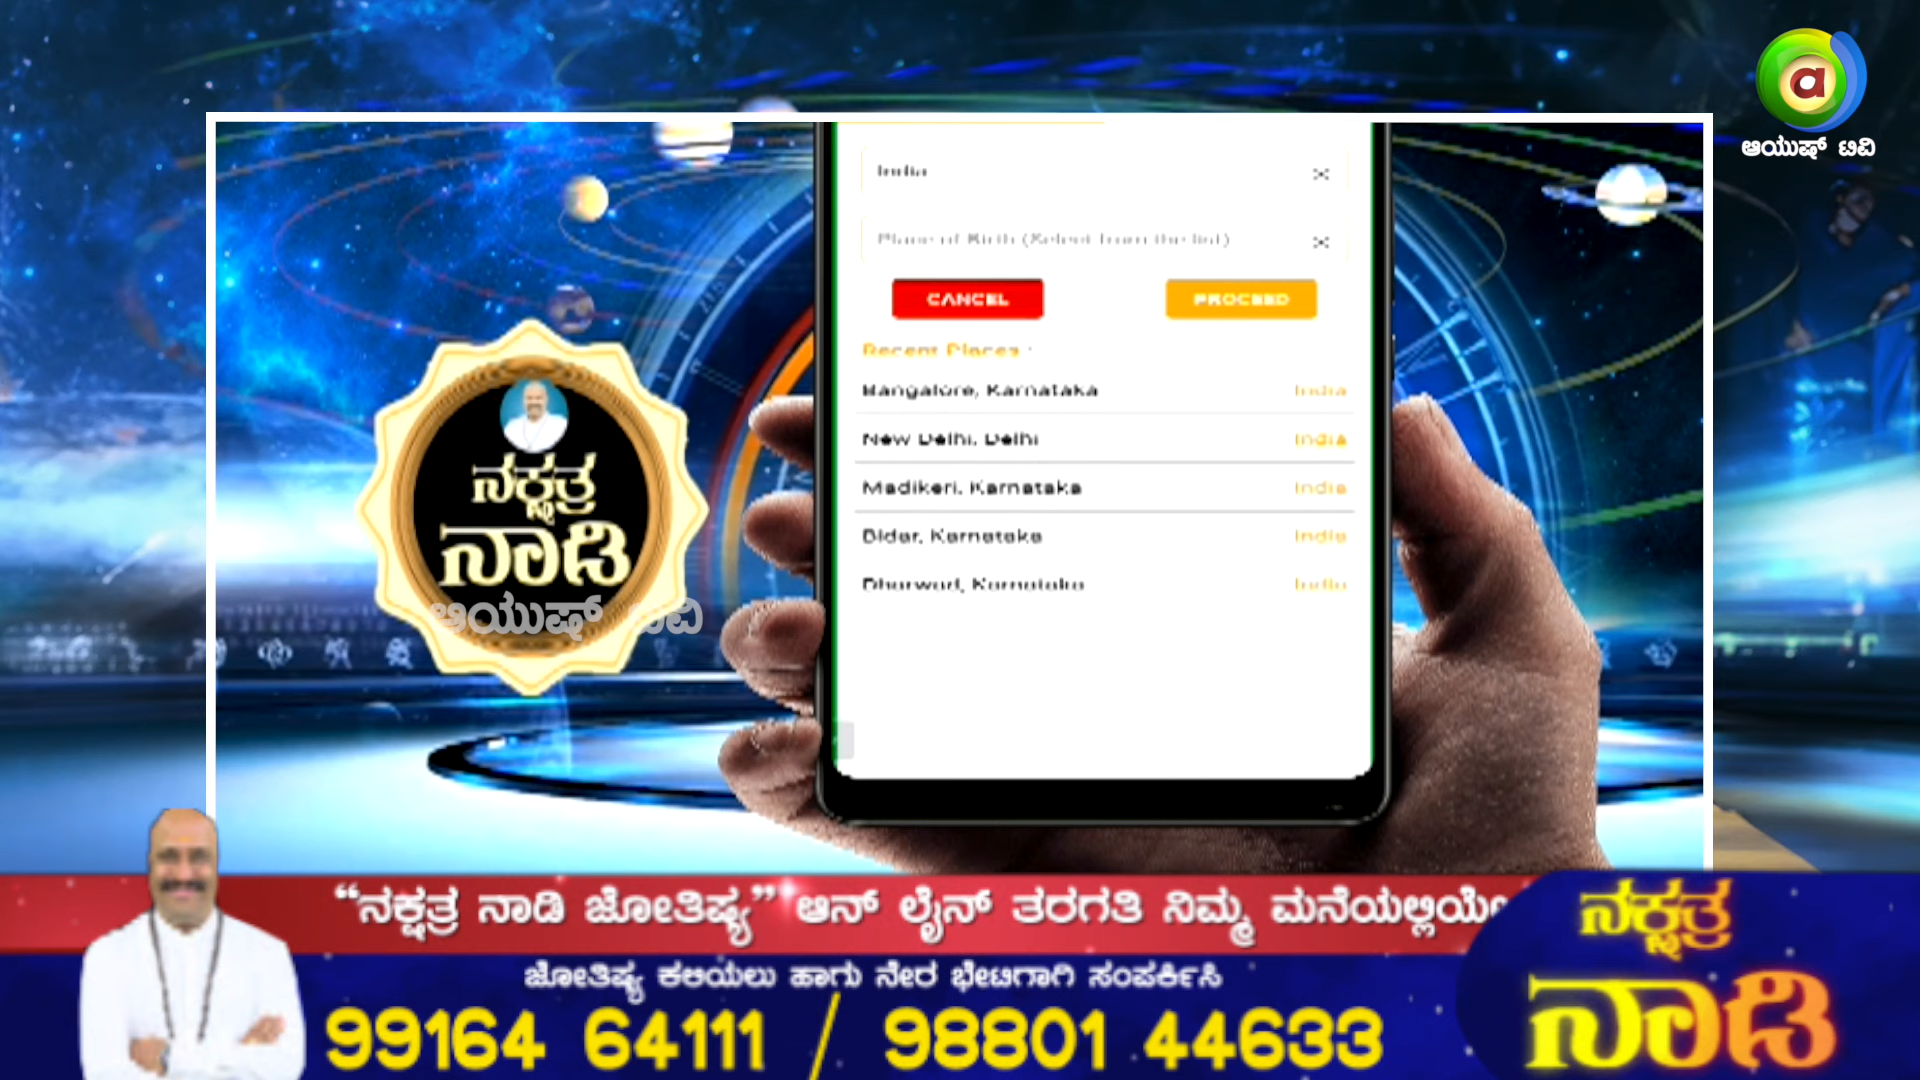 a
ಆಯುಷ್ ಟಿವಿ
India
Place of Birth (Select from the list)
CANCEL
PROCEED
Recent Places :
Mangalore, Karnataka India
New Delhi, Delhi India
Madikeri, Karnataka India
Bidar, Karnataka India
Dharwad, Karnataka India
ನಕ್ಷತ್ರ
ನಾಡಿ
ಆಯುಷ್ ಟಿವಿ
“ನಕ್ಷತ್ರ ನಾಡಿ ಜೋತಿಷ್ಯ” ಆನ್ ಲೈನ್ ತರಗತಿ ನಿಮ್ಮ ಮನೆಯಲ್ಲಿಯೇ
ಜೋತಿಷ್ಯ ಕಲಿಯಲು ಹಾಗು ನೇರ ಭೇಟಿಗಾಗಿ ಸಂಪರ್ಕಿಸಿ
99164 64111 / 98801 44633
ನಕ್ಷತ್ರ
ನಾಡಿ